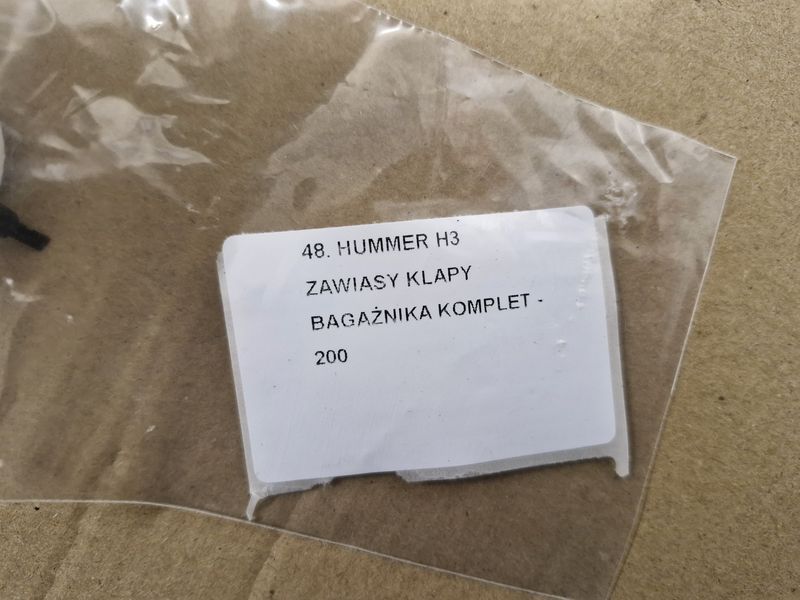 48. HUMMER H3
ZAWIASY KLAPY
BAGAŻNIKA KOMPLET -
200